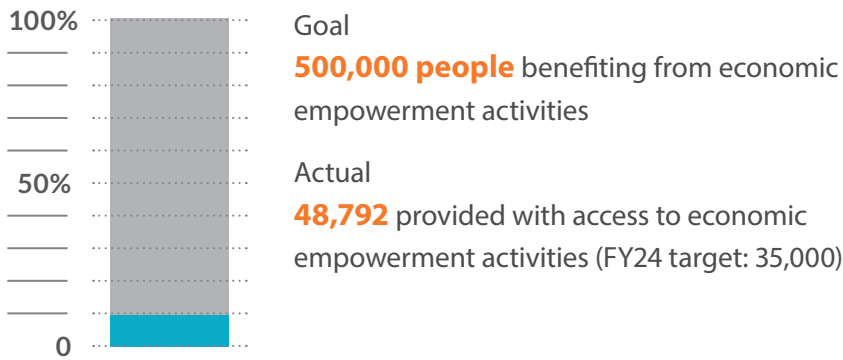 100%
50%
0
Goal
500,000 people benefiting from economic
empowerment activities
Actual
48,792 provided with access to economic
empowerment activities (FY24 target: 35,000)